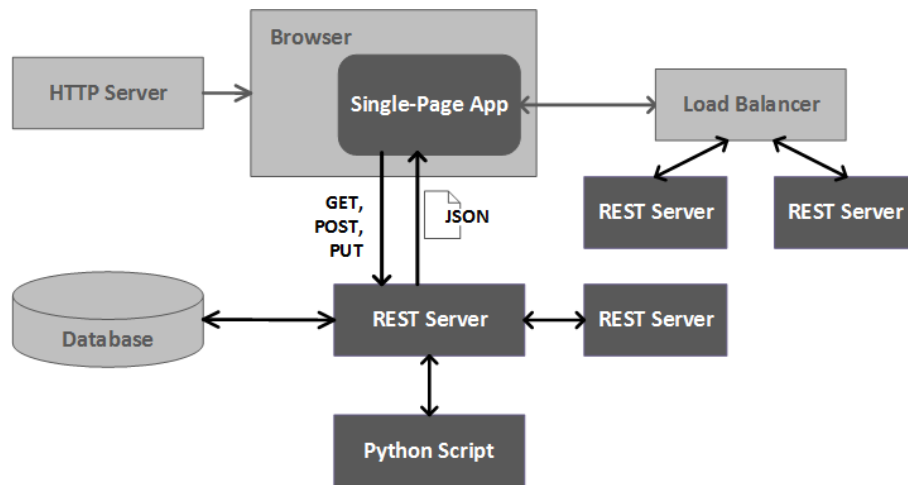 Browser
HTTP Server
Single-Page App
Load Balancer
GET,
POST,
PUT
JSON
REST Server
REST Server
Database
REST Server
REST Server
Python Script